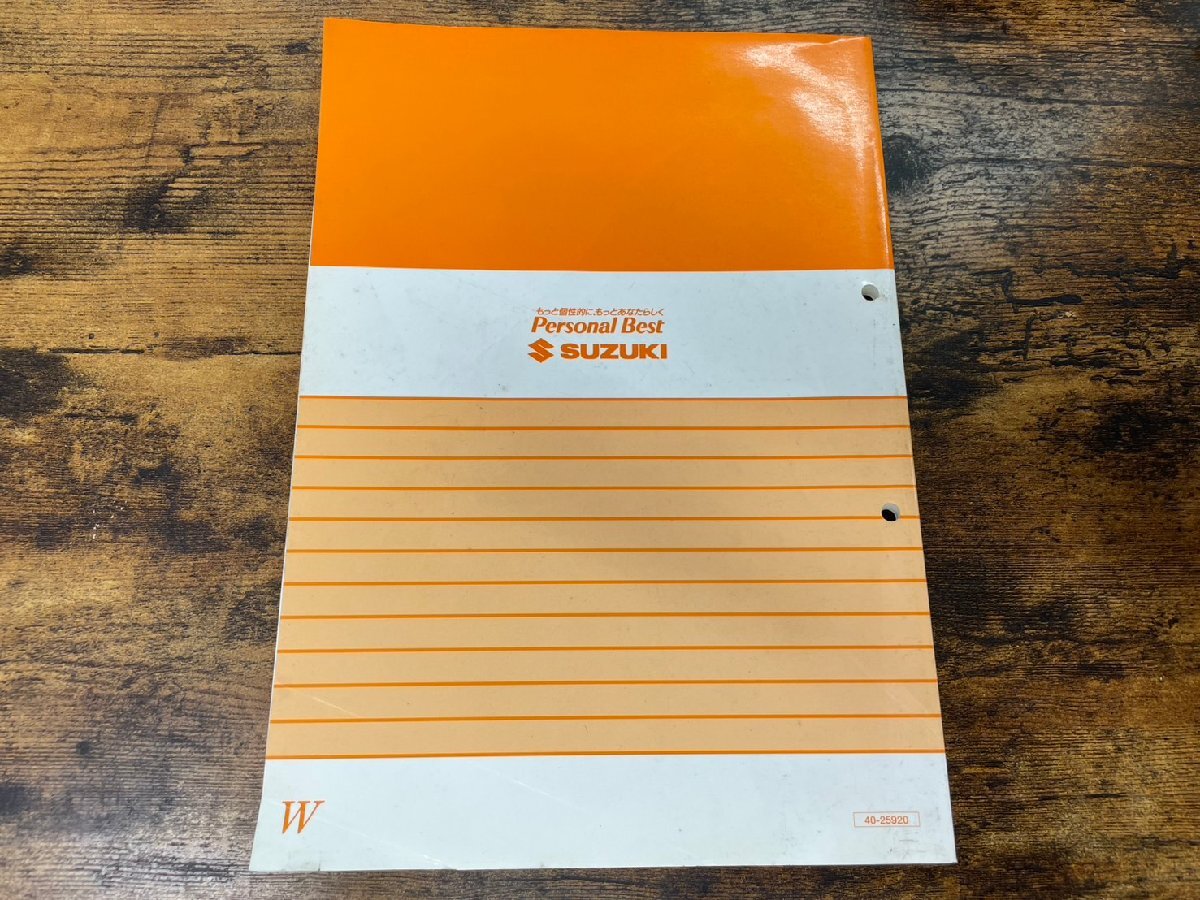 もっと個性的に、もっとあなたらしく
Personal Best
SUZUKI
W
40-25920